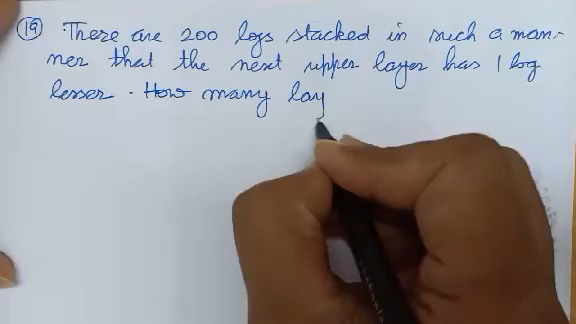 (19) There are 200 logs stacked in such a man-
ner that the next upper layer has 1 log
lesser. How many lay